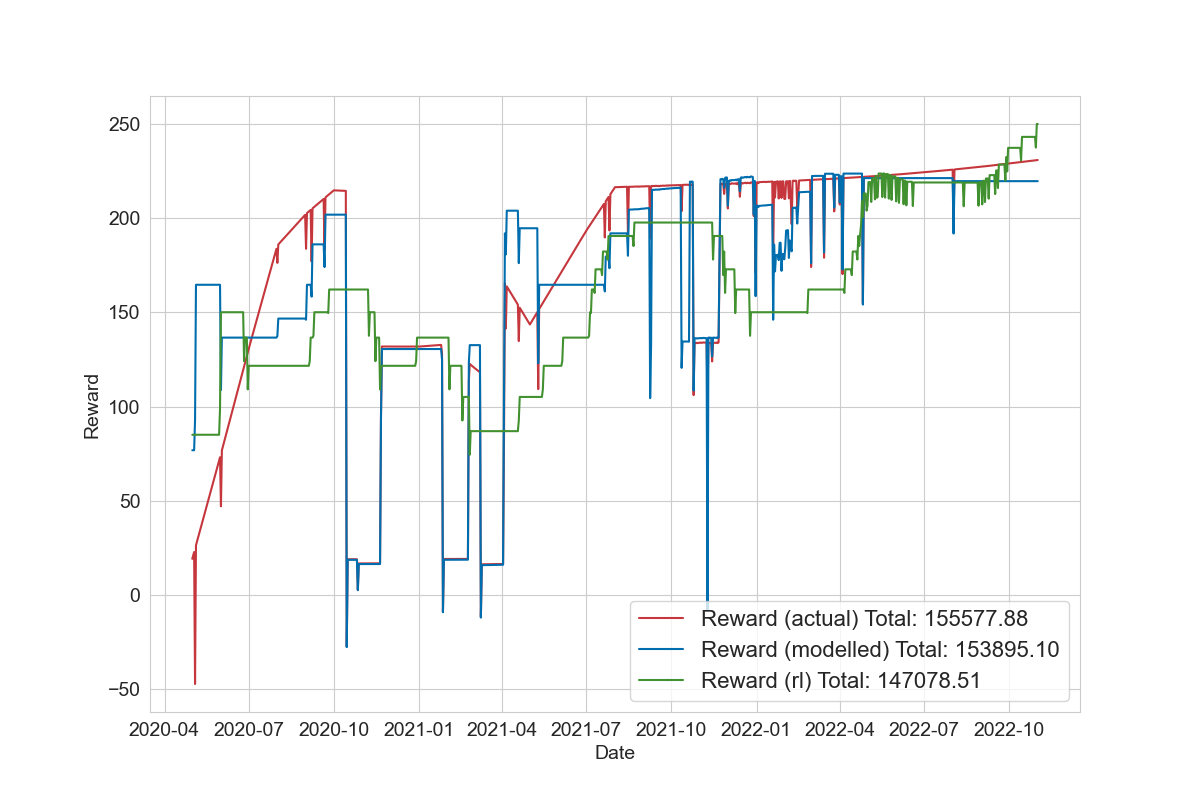 250
200
150
100
50
0
−50
Reward
Reward (actual) Total: 155577.88
Reward (modelled) Total: 153895.10
Reward (rl) Total: 147078.51
2020-04 2020-07 2020-10 2021-01 2021-04 2021-07 2021-10 2022-01 2022-04 2022-07 2022-10
Date